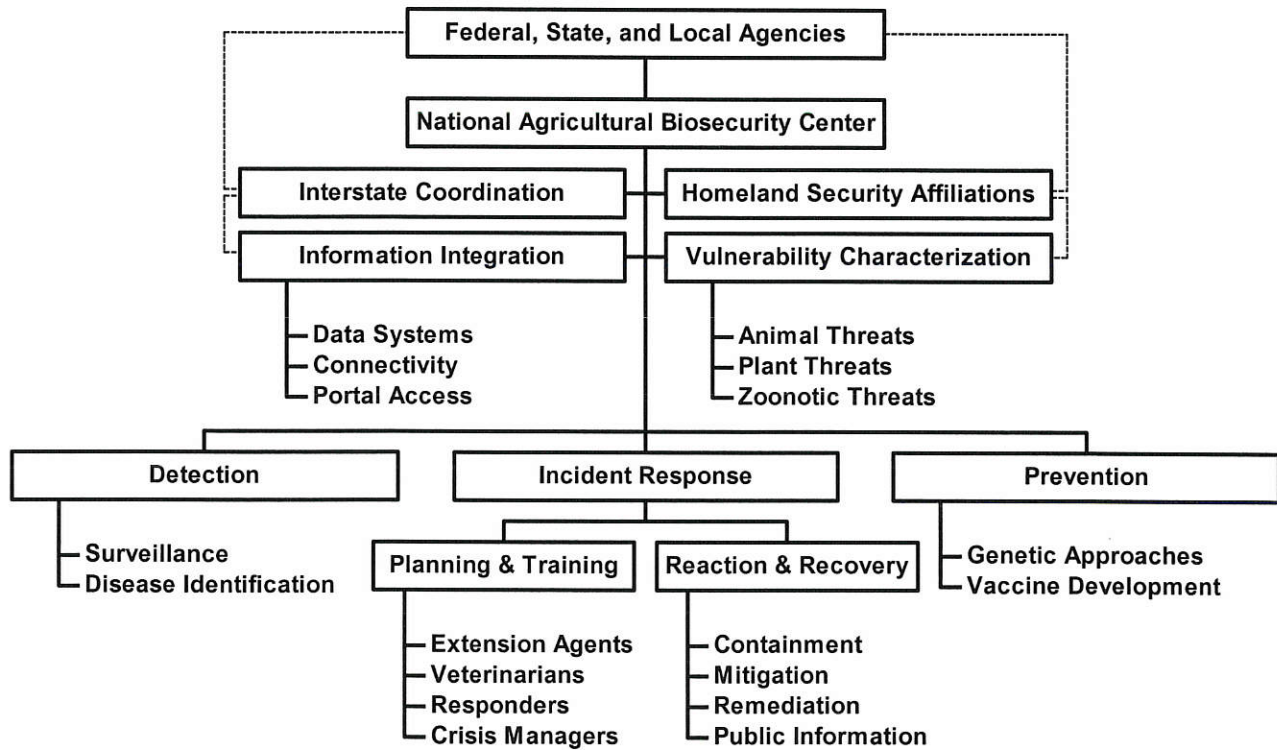 Federal, State, and Local Agencies
National Agricultural Biosecurity Center
Interstate Coordination
Homeland Security Affiliations
Information Integration
Vulnerability Characterization
Data Systems
Connectivity
Portal Access
Animal Threats
Plant Threats
Zoonotic Threats
Detection
Incident Response
Prevention
Surveillance
Disease Identification
Planning & Training
Reaction & Recovery
Genetic Approaches
Vaccine Development
Extension Agents
Veterinarians
Responders
Crisis Managers
Containment
Mitigation
Remediation
Public Information